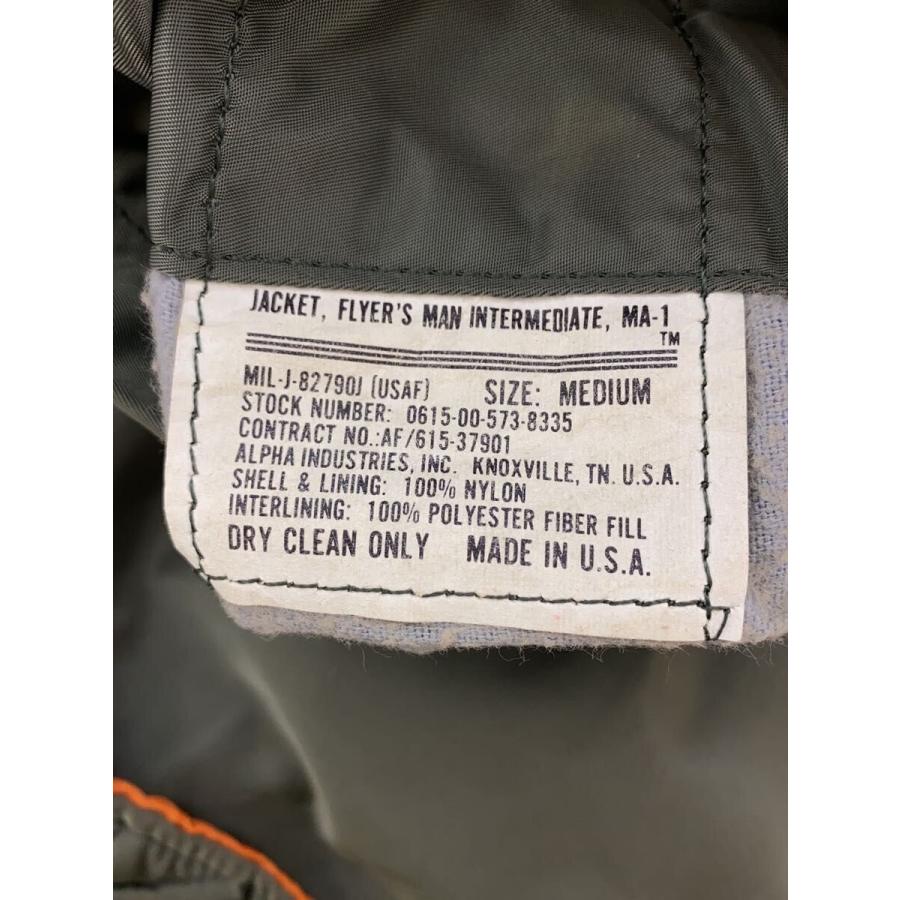 JACKET, FLYER'S MAN INTERMEDIATE, MA-1
TM
MIL-J-82790J (USAF) SIZE: MEDIUM
STOCK NUMBER: 0615-00-573-8335
CONTRACT NO.:AF/615-37901
ALPHA INDUSTRIES, INC. KNOXVILLE, TN. U.S.A.
SHELL & LINING: 100% NYLON
INTERLINING: 100% POLYESTER FIBER FILL
DRY CLEAN ONLY MADE IN U.S.A.